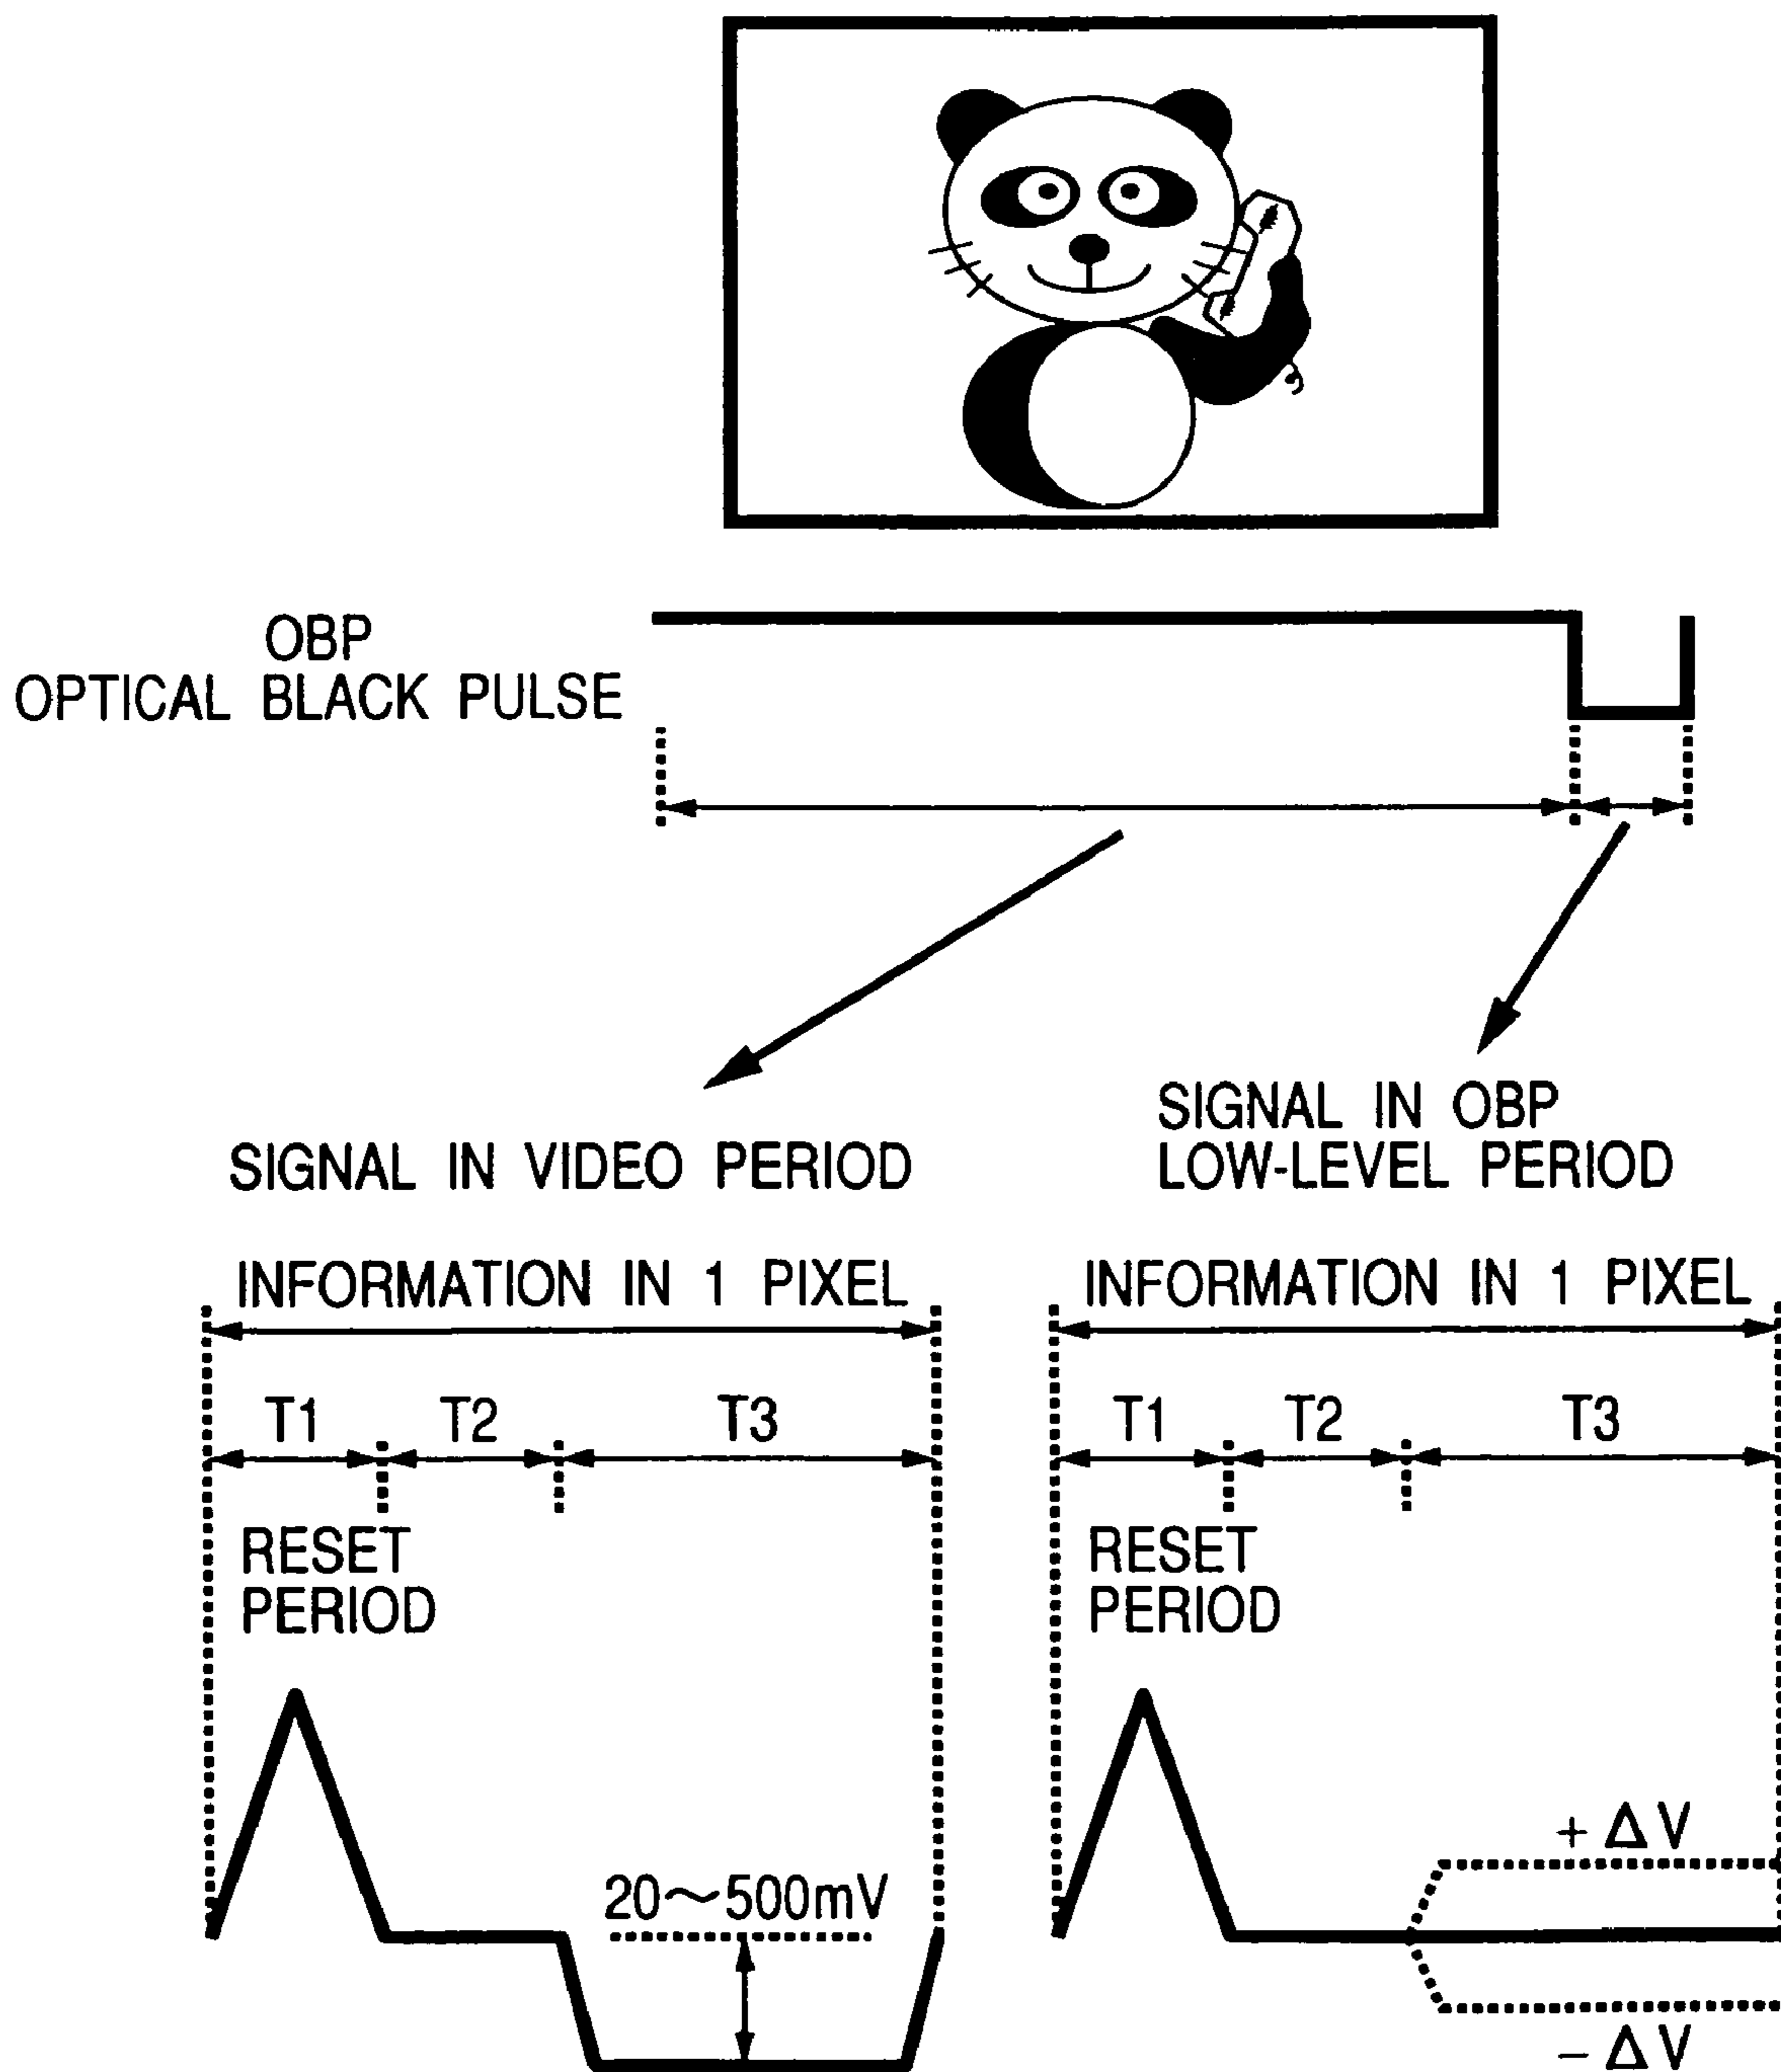 OBP
OPTICAL BLACK PULSE
SIGNAL IN VIDEO PERIOD
SIGNAL IN OBP
LOW-LEVEL PERIOD
INFORMATION IN 1 PIXEL
INFORMATION IN 1 PIXEL
T1 T2 T3
T1 T2 T3
RESET
PERIOD
RESET
PERIOD
20～500mV
+ΔV
−ΔV